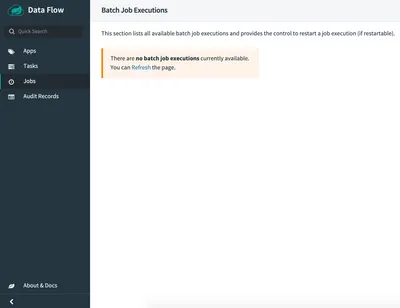 Data Flow
Quick Search
Apps
Tasks
Jobs
Audit Records
About & Docs
Batch Job Executions
This section lists all available batch job executions and provides the control to restart a job execution (if restartable).
There are no batch job executions currently available.
You can Refresh the page.